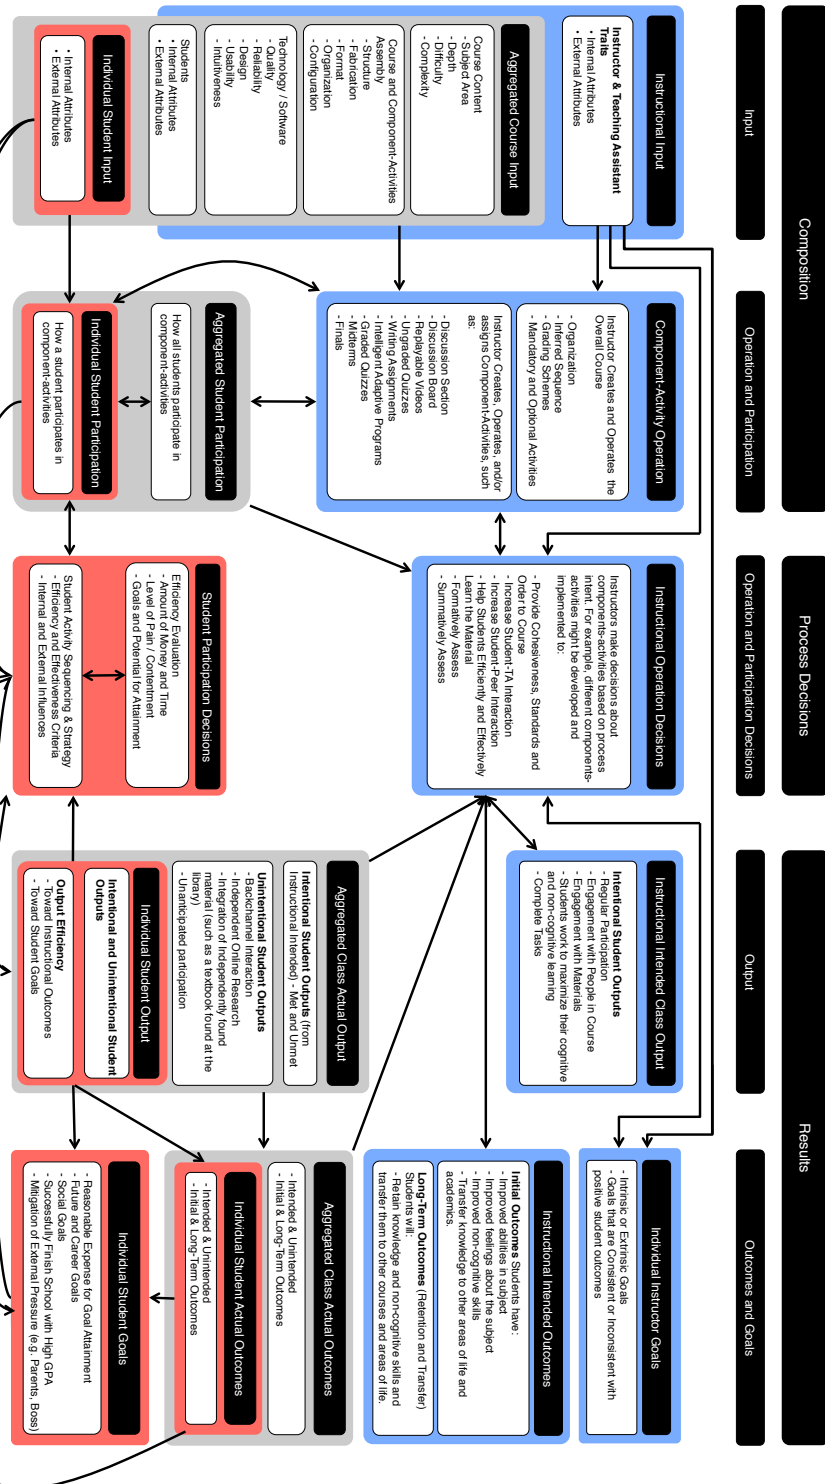 Composition
Process Decisions
Results
Input
Operation and Participation
Operation and Participation Decisions
Output
Outcomes and Goals
Instructional Input
Instructor & Teaching Assistant
Traits
• Internal Attributes
• External Attributes
Aggregated Course Input
Course Content
- Subject Area
- Depth
- Difficulty
- Complexity
Course and Component-Activities
Assembly
- Structure
- Fabrication
- Format
- Organization
- Configuration
Technology / Software
- Quality
- Reliability
- Design
- Usability
- Intuitiveness
Students
• Internal Attributes
• External Attributes
Individual Student Input
• Internal Attributes
• External Attributes
Component-Activity Operation
Instructor Creates and Operates the
Overall Course
- Organization
- Inferred Sequence
- Grading Schemes
- Mandatory and Optional Activities
Instructor Creates, Operates, and/or
assigns Component-Activities, such
as:
- Discussion Section
- Discussion Board
- Replayable Videos
- Ungraded Quizzes
- Writing Assignments
- Intelligent Adaptive Programs
- Graded Quizzes
- Midterms
- Finals
Aggregated Student Participation
How all students participate in
component-activities
Individual Student Participation
How a student participates in
component-activities
Instructional Operation Decisions
Instructors make decisions about
components-activities based on process
intent. For example, different components-
activities might be developed and
implemented to:
- Provide Cohesiveness, Standards and
Order to Course
- Increase Student-TA Interaction
- Increase Student-Peer Interaction
- Help Students Efficiently and Effectively
Learn the Material
- Formatively Assess
- Summatively Assess
Student Participation Decisions
Efficiency Evaluation
- Amount of Money and Time
- Level of Pain / Contentment
- Goals and Potential for Attainment
Student Activity Sequencing & Strategy
- Efficiency and Effectiveness Criteria
- Internal and External Influences
Instructional Intended Class Output
Intentional Student Outputs
- Regular Participation
- Engagement with People in Course
- Engagement with Materials
- Students work to maximize their cognitive
and non-cognitive learning
- Complete Tasks
Aggregated Class Actual Output
Intentional Student Outputs (from
Instructional Intended) - Met and Unmet
Unintentional Student Outputs
- Backchannel Interaction
- Independent Online Research
- Integration of Independently found
material (such as a textbook found at the
library)
- Unanticipated participation
Individual Student Output
Intentional and Unintentional Student
Outputs
Output Efficiency
- Toward Instructional Outcomes
- Toward Student Goals
Individual Instructor Goals
- Intrinsic or Extrinsic Goals
- Goals that are Consistent or Inconsistent with
positive student outcomes
Instructional Intended Outcomes
Initial Outcomes Students have:
- Improved abilities in subject
- Improved feelings about the subject
- Improved non-cognitive skills
- Transfer knowledge to other areas of life and
academics.
Long-Term Outcomes (Retention and Transfer)
Students will:
- Retain knowledge and non-cognitive skills and
transfer them to other courses and areas of life.
Aggregated Class Actual Outcomes
- Intended & Unintended
- Initial & Long-Term Outcomes
Individual Student Actual Outcomes
- Intended & Unintended
- Initial & Long-Term Outcomes
Individual Student Goals
- Reasonable Expense for Goal Attainment
- Future and Career Goals
- Social Goals
- Successfully Finish School with High GPA
- Mitigation of External Pressure (e.g. Parents, Boss)